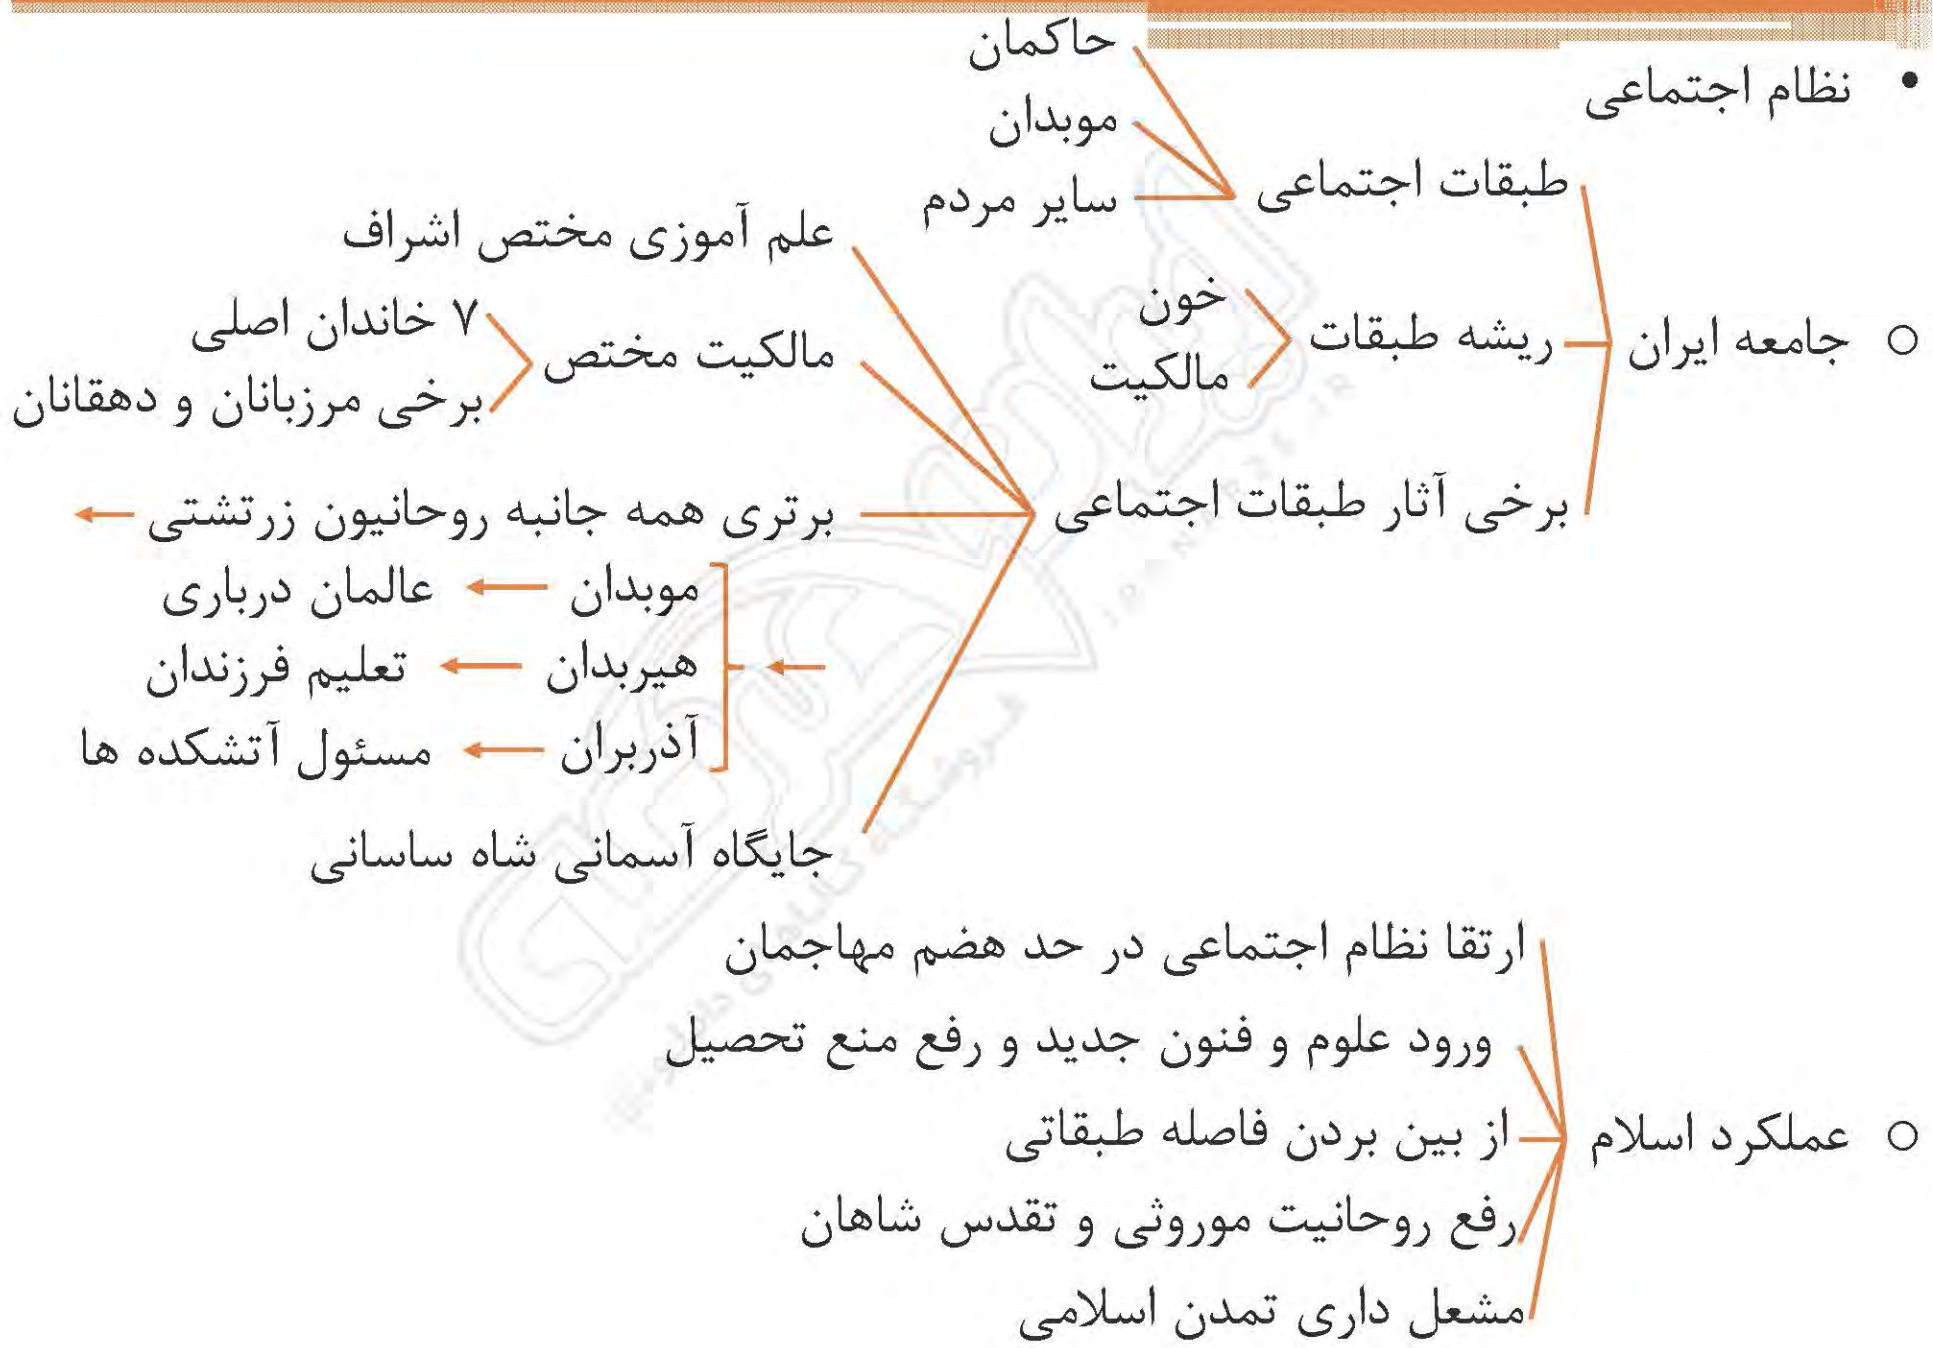 • نظام اجتماعی
○ جامعه ایران
طبقات اجتماعی
حاکمان
موبدان
سایر مردم
ریشه طبقات
خون
مالکیت
برخی آثار طبقات اجتماعی
علم آموزی مختص اشراف
مالکیت مختص
۷ خاندان اصلی
برخی مرزبانان و دهقانان
برتری همه جانبه روحانیون زرتشتی ←
← موبدان ← عالمان درباری
هیربدان ← تعلیم فرزندان
آذربران ← مسئول آتشکده ها
جایگاه آسمانی شاه ساسانی
○ عملکرد اسلام
ارتقا نظام اجتماعی در حد هضم مهاجمان
ورود علوم و فنون جدید و رفع منع تحصیل
از بین بردن فاصله طبقاتی
رفع روحانیت موروثی و تقدس شاهان
مشعل داری تمدن اسلامی